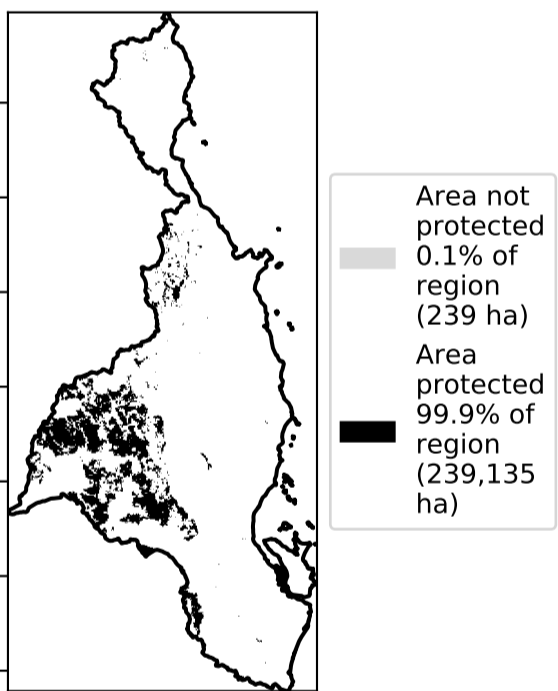 Area not
protected
0.1% of
region
(239 ha)
Area
protected
99.9% of
region
(239,135
ha)